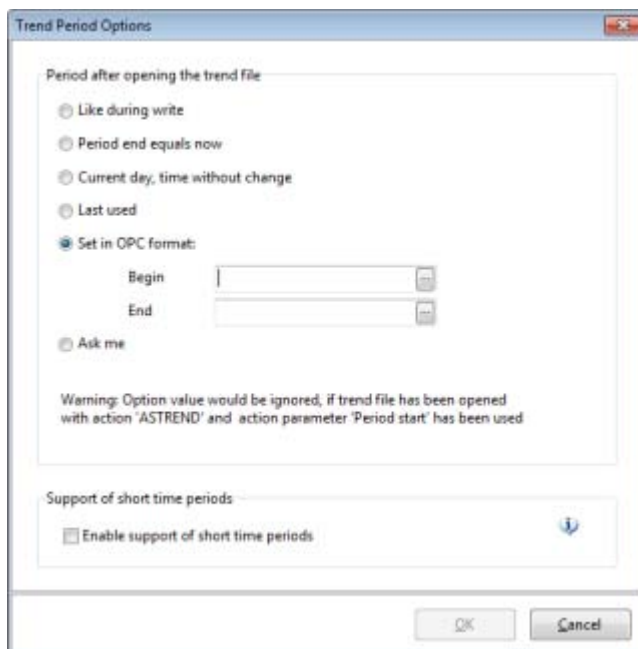 Trend Period Options
Period after opening the trend file
Like during write
Period end equals now
Current day, time without change
Last used
Set in OPC format:
Begin
...
End
...
Ask me
Warning: Option value would be ignored, if trend file has been opened
with action 'ASTREND' and action parameter 'Period start' has been used
Support of short time periods
Enable support of short time periods
OK
Cancel